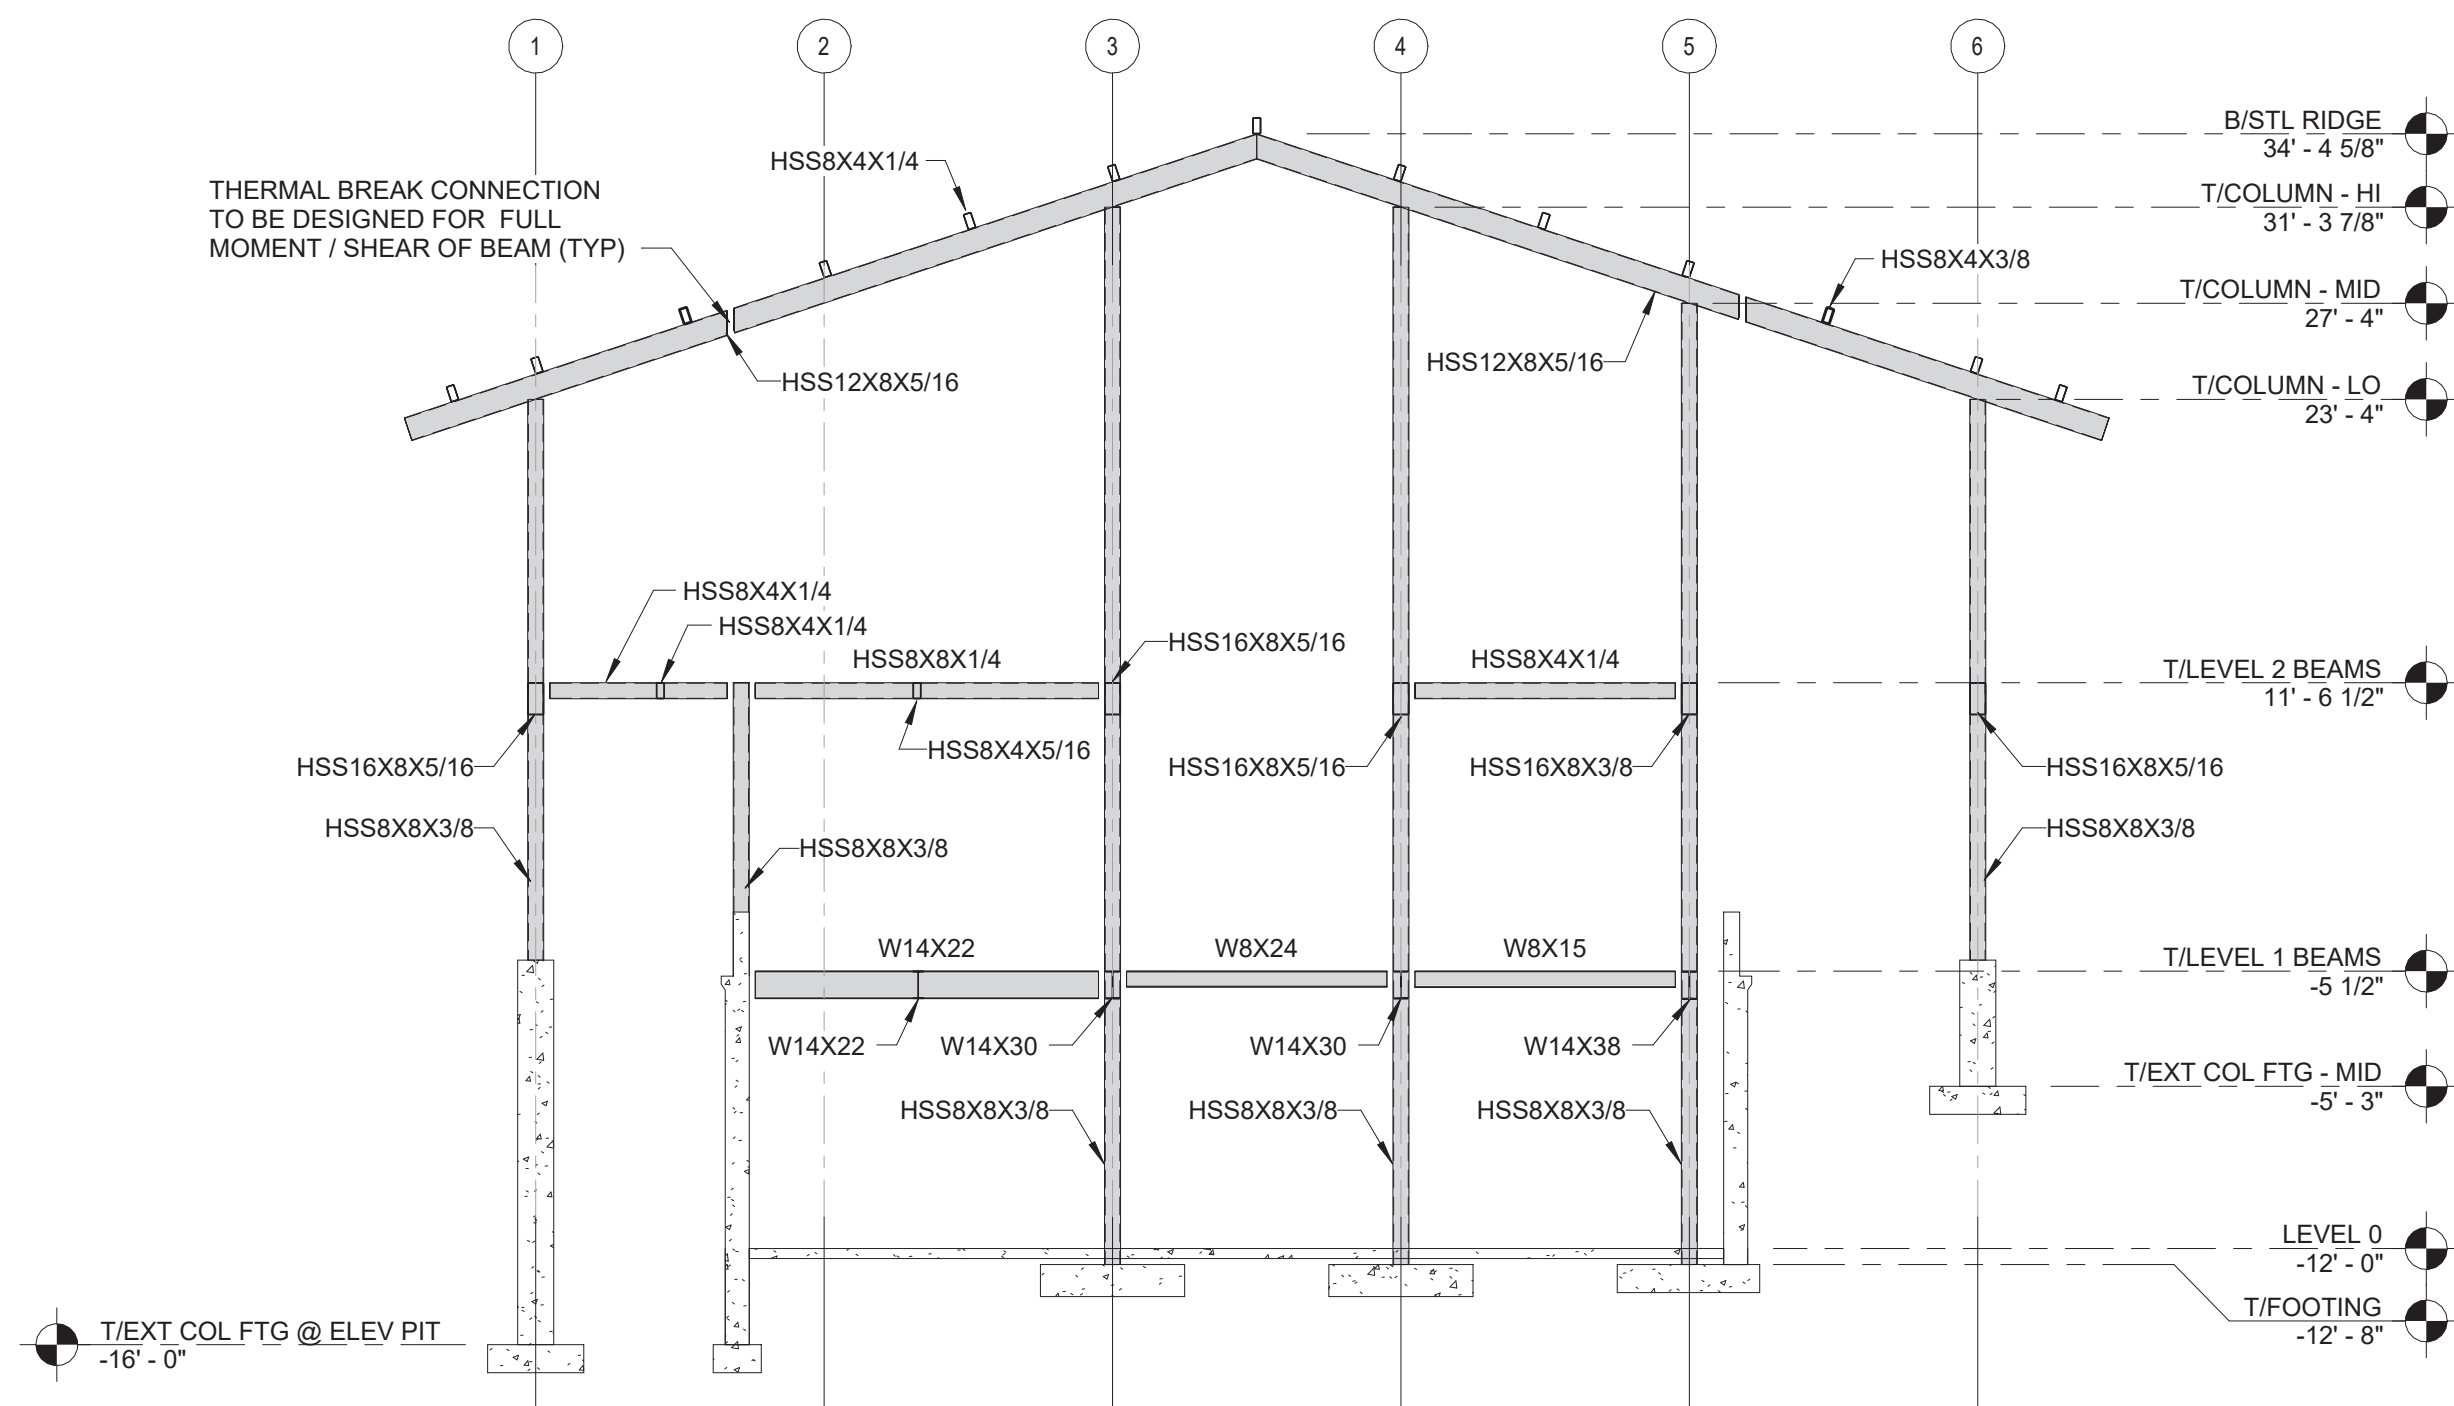 1
2
3
4
5
6
B/STL RIDGE
34' - 4 5/8"
HSS8X4X1/4
THERMAL BREAK CONNECTION
TO BE DESIGNED FOR FULL
MOMENT / SHEAR OF BEAM (TYP)
T/COLUMN - HI
31' - 3 7/8"
HSS8X4X3/8
T/COLUMN - MID
27' - 4"
HSS12X8X5/16
HSS12X8X5/16
T/COLUMN - LO
23' - 4"
HSS8X4X1/4
HSS8X4X1/4
HSS8X8X1/4
HSS16X8X5/16
HSS8X4X1/4
T/LEVEL 2 BEAMS
11' - 6 1/2"
HSS8X4X5/16
HSS16X8X5/16
HSS16X8X5/16
HSS16X8X3/8
HSS16X8X5/16
HSS8X8X3/8
HSS8X8X3/8
HSS8X8X3/8
W14X22
W8X24
W8X15
T/LEVEL 1 BEAMS
-5 1/2"
W14X22
W14X30
W14X30
W14X38
T/EXT COL FTG - MID
-5' - 3"
HSS8X8X3/8
HSS8X8X3/8
HSS8X8X3/8
LEVEL 0
-12' - 0"
T/FOOTING
-12' - 8"
T/EXT COL FTG @ ELEV PIT
-16' - 0"